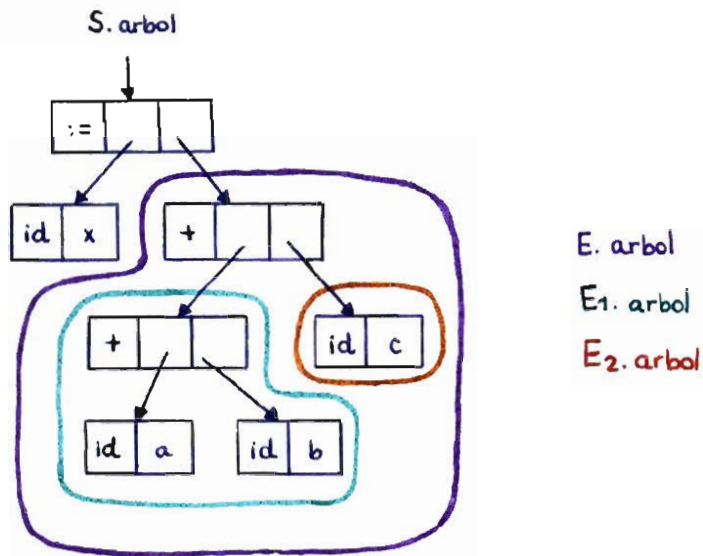 S. arbol
:=
id x
+
E. arbol
E1. arbol
+
id c
E2. arbol
id a
id b